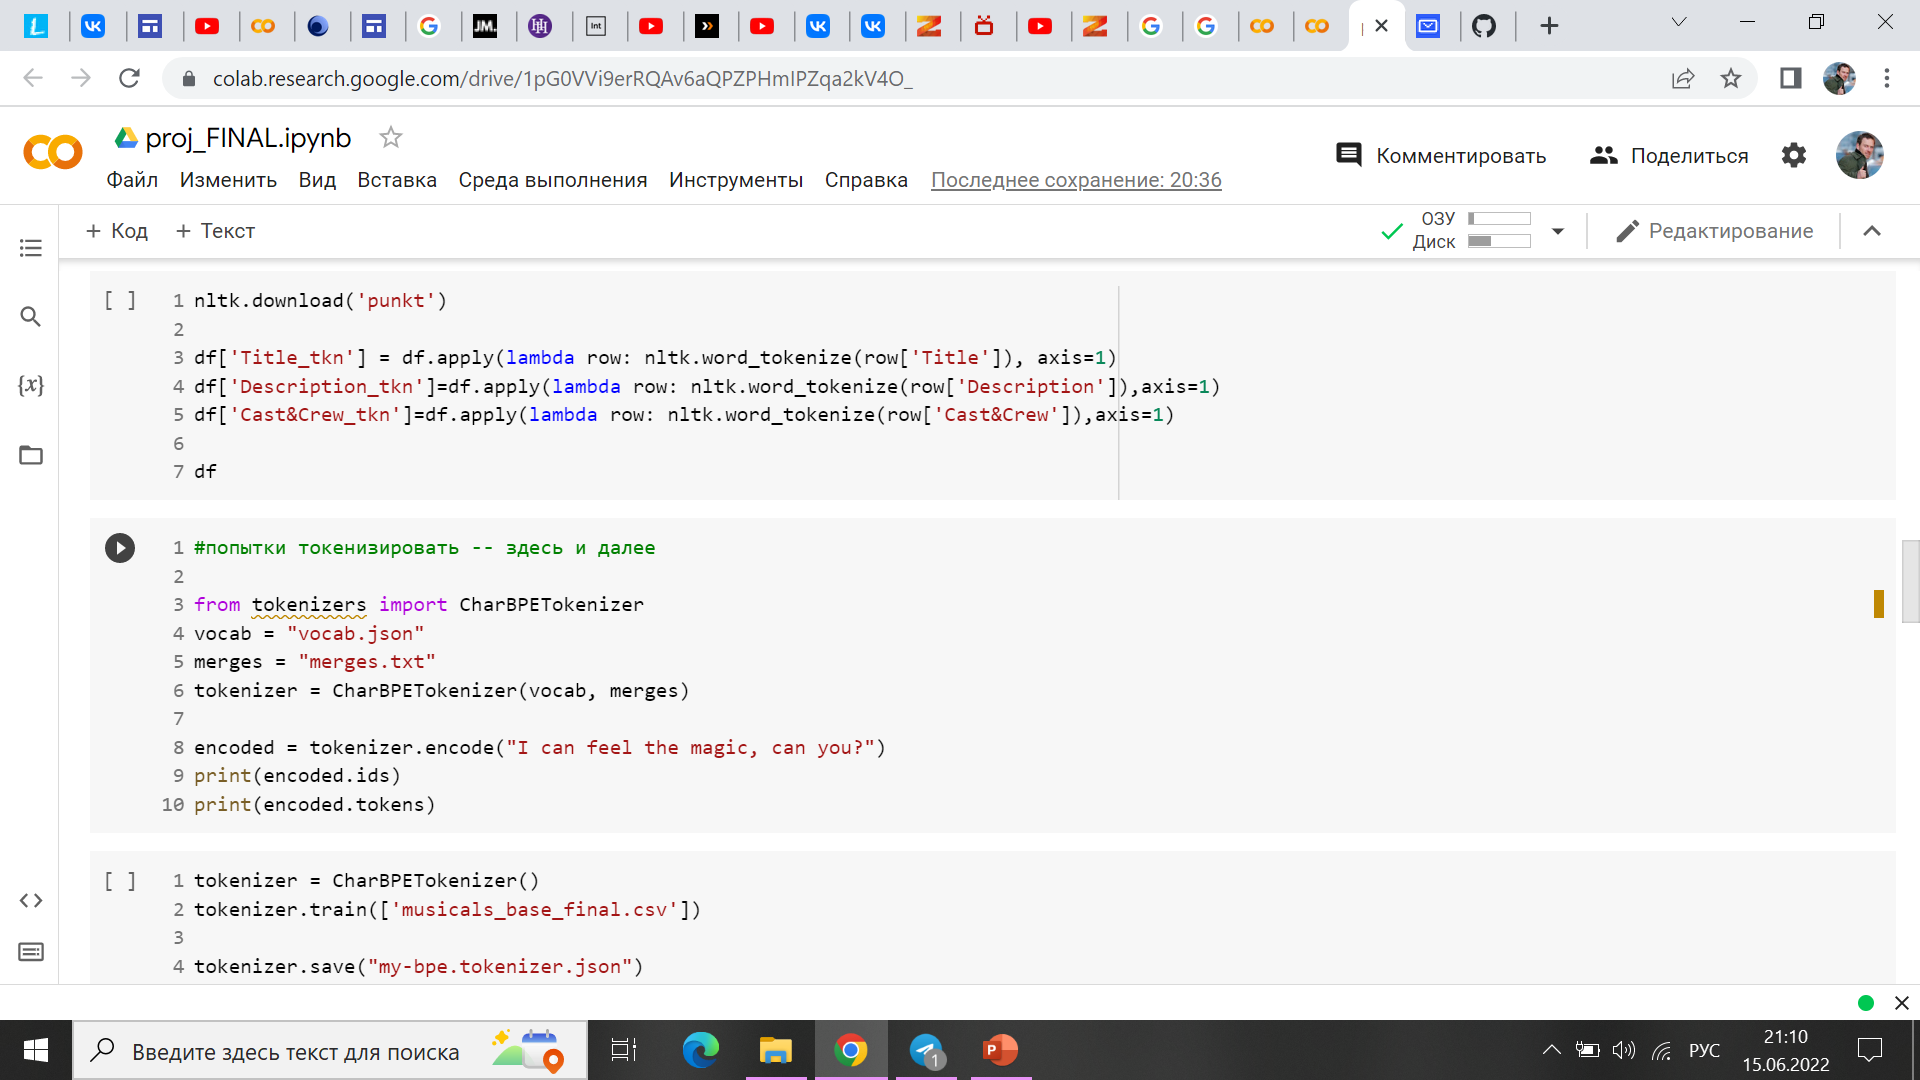 JM.
Int
colab.research.google.com/drive/1pG0VVi9erRQAv6aQPZPHmIPZqa2kV4O_
proj_FINAL.ipynb
Комментировать
Поделиться
Файл Изменить Вид Вставка Среда выполнения Инструменты Справка Последнее сохранение: 20:36
+ Код + Текст
ОЗУ
Диск
Редактирование
[ ] 1 nltk.download('punkt')
2
3 df['Title_tkn'] = df.apply(lambda row: nltk.word_tokenize(row['Title']), axis=1)
4 df['Description_tkn']=df.apply(lambda row: nltk.word_tokenize(row['Description']),axis=1)
5 df['Cast&Crew_tkn']=df.apply(lambda row: nltk.word_tokenize(row['Cast&Crew']),axis=1)
6
7 df
1 #попытки токенизировать -- здесь и далее
2
3 from tokenizers import CharBPETokenizer
4 vocab = "vocab.json"
5 merges = "merges.txt"
6 tokenizer = CharBPETokenizer(vocab, merges)
7
8 encoded = tokenizer.encode("I can feel the magic, can you?")
9 print(encoded.ids)
10 print(encoded.tokens)
[ ] 1 tokenizer = CharBPETokenizer()
2 tokenizer.train(['musicals_base_final.csv'])
3
4 tokenizer.save("my-bpe.tokenizer.json")
Введите здесь текст для поиска
1
РУС
21:10
15.06.2022